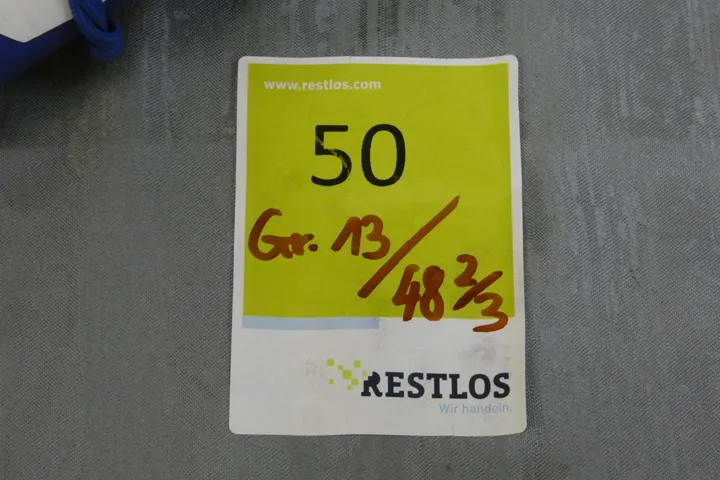 www.restlos.com
50
Gr. 13/48 2/3
RESTLOS
Wir handeln.